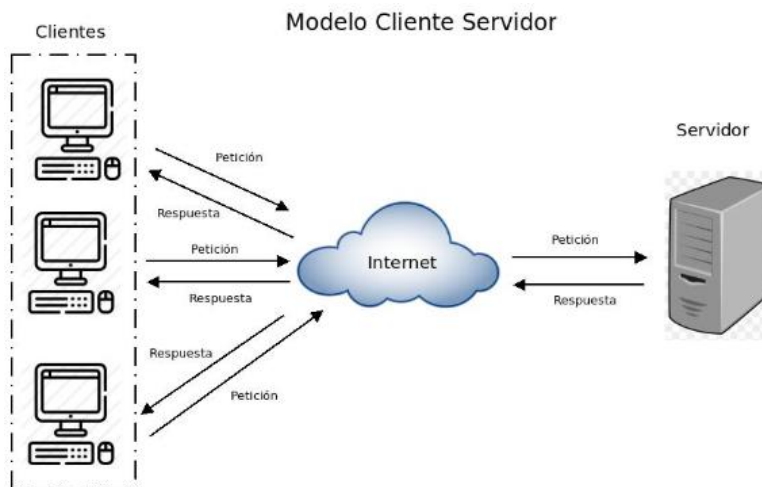 Modelo Cliente Servidor
Clientes
Servidor
Petición
Respuesta
Petición
Respuesta
Internet
Petición
Respuesta
Respuesta
Petición